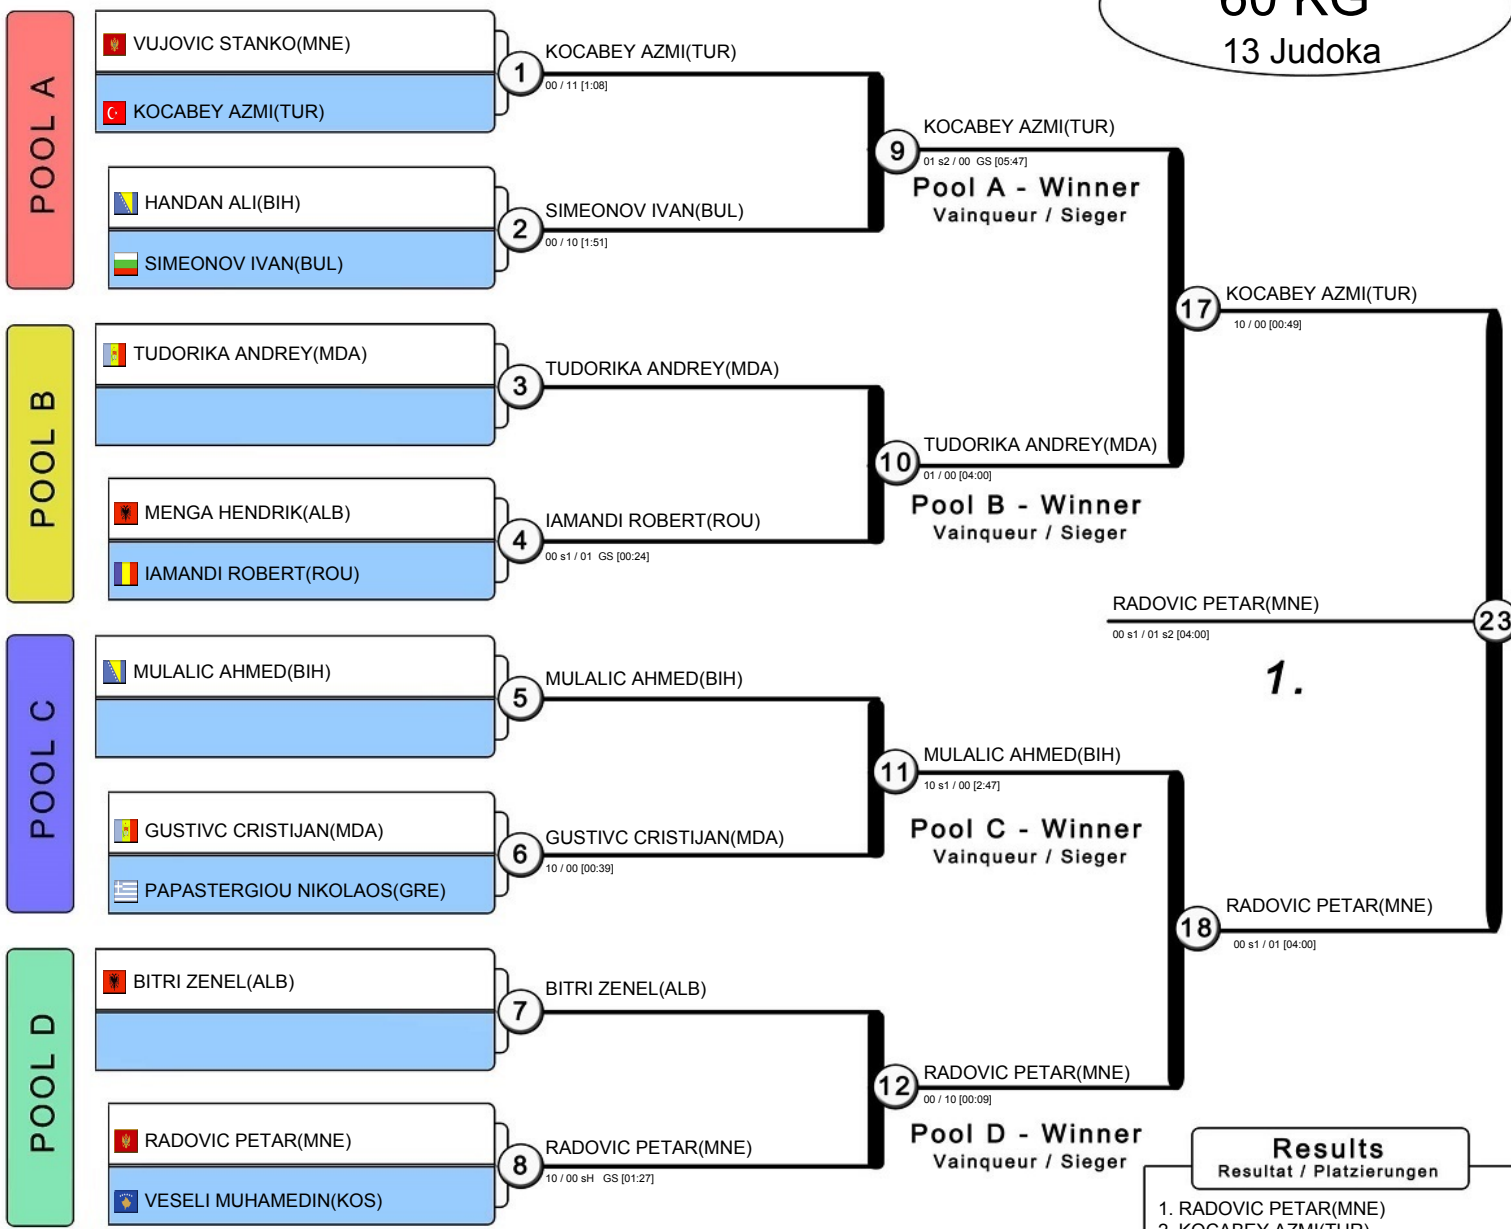 60 KG
13 Judoka
POOL A
VUJOVIC STANKO(MNE)
KOCABEY AZMI(TUR)
1
KOCABEY AZMI(TUR)
00 / 11 [1:08]
HANDAN ALI(BIH)
SIMEONOV IVAN(BUL)
2
SIMEONOV IVAN(BUL)
00 / 10 [1:51]
9
KOCABEY AZMI(TUR)
01 s2 / 00 GS [05:47]
Pool A - Winner
Vainqueur / Sieger
POOL B
TUDORIKA ANDREY(MDA)
3
TUDORIKA ANDREY(MDA)
MENGA HENDRIK(ALB)
IAMANDI ROBERT(ROU)
4
IAMANDI ROBERT(ROU)
00 s1 / 01 GS [00:24]
10
TUDORIKA ANDREY(MDA)
01 / 00 [04:00]
Pool B - Winner
Vainqueur / Sieger
17
KOCABEY AZMI(TUR)
10 / 00 [00:49]
POOL C
MULALIC AHMED(BIH)
5
MULALIC AHMED(BIH)
GUSTIVC CRISTIJAN(MDA)
PAPASTERGIOU NIKOLAOS(GRE)
6
GUSTIVC CRISTIJAN(MDA)
10 / 00 [00:39]
11
MULALIC AHMED(BIH)
10 s1 / 00 [2:47]
Pool C - Winner
Vainqueur / Sieger
POOL D
BITRI ZENEL(ALB)
7
BITRI ZENEL(ALB)
RADOVIC PETAR(MNE)
VESELI MUHAMEDIN(KOS)
8
RADOVIC PETAR(MNE)
10 / 00 sH GS [01:27]
12
RADOVIC PETAR(MNE)
00 / 10 [00:09]
Pool D - Winner
Vainqueur / Sieger
18
RADOVIC PETAR(MNE)
00 s1 / 01 [04:00]
RADOVIC PETAR(MNE)
23
00 s1 / 01 s2 [04:00]
1.
Results
Resultat / Platzierungen
1. RADOVIC PETAR(MNE)
2. KOCABEY AZMI(TUR)